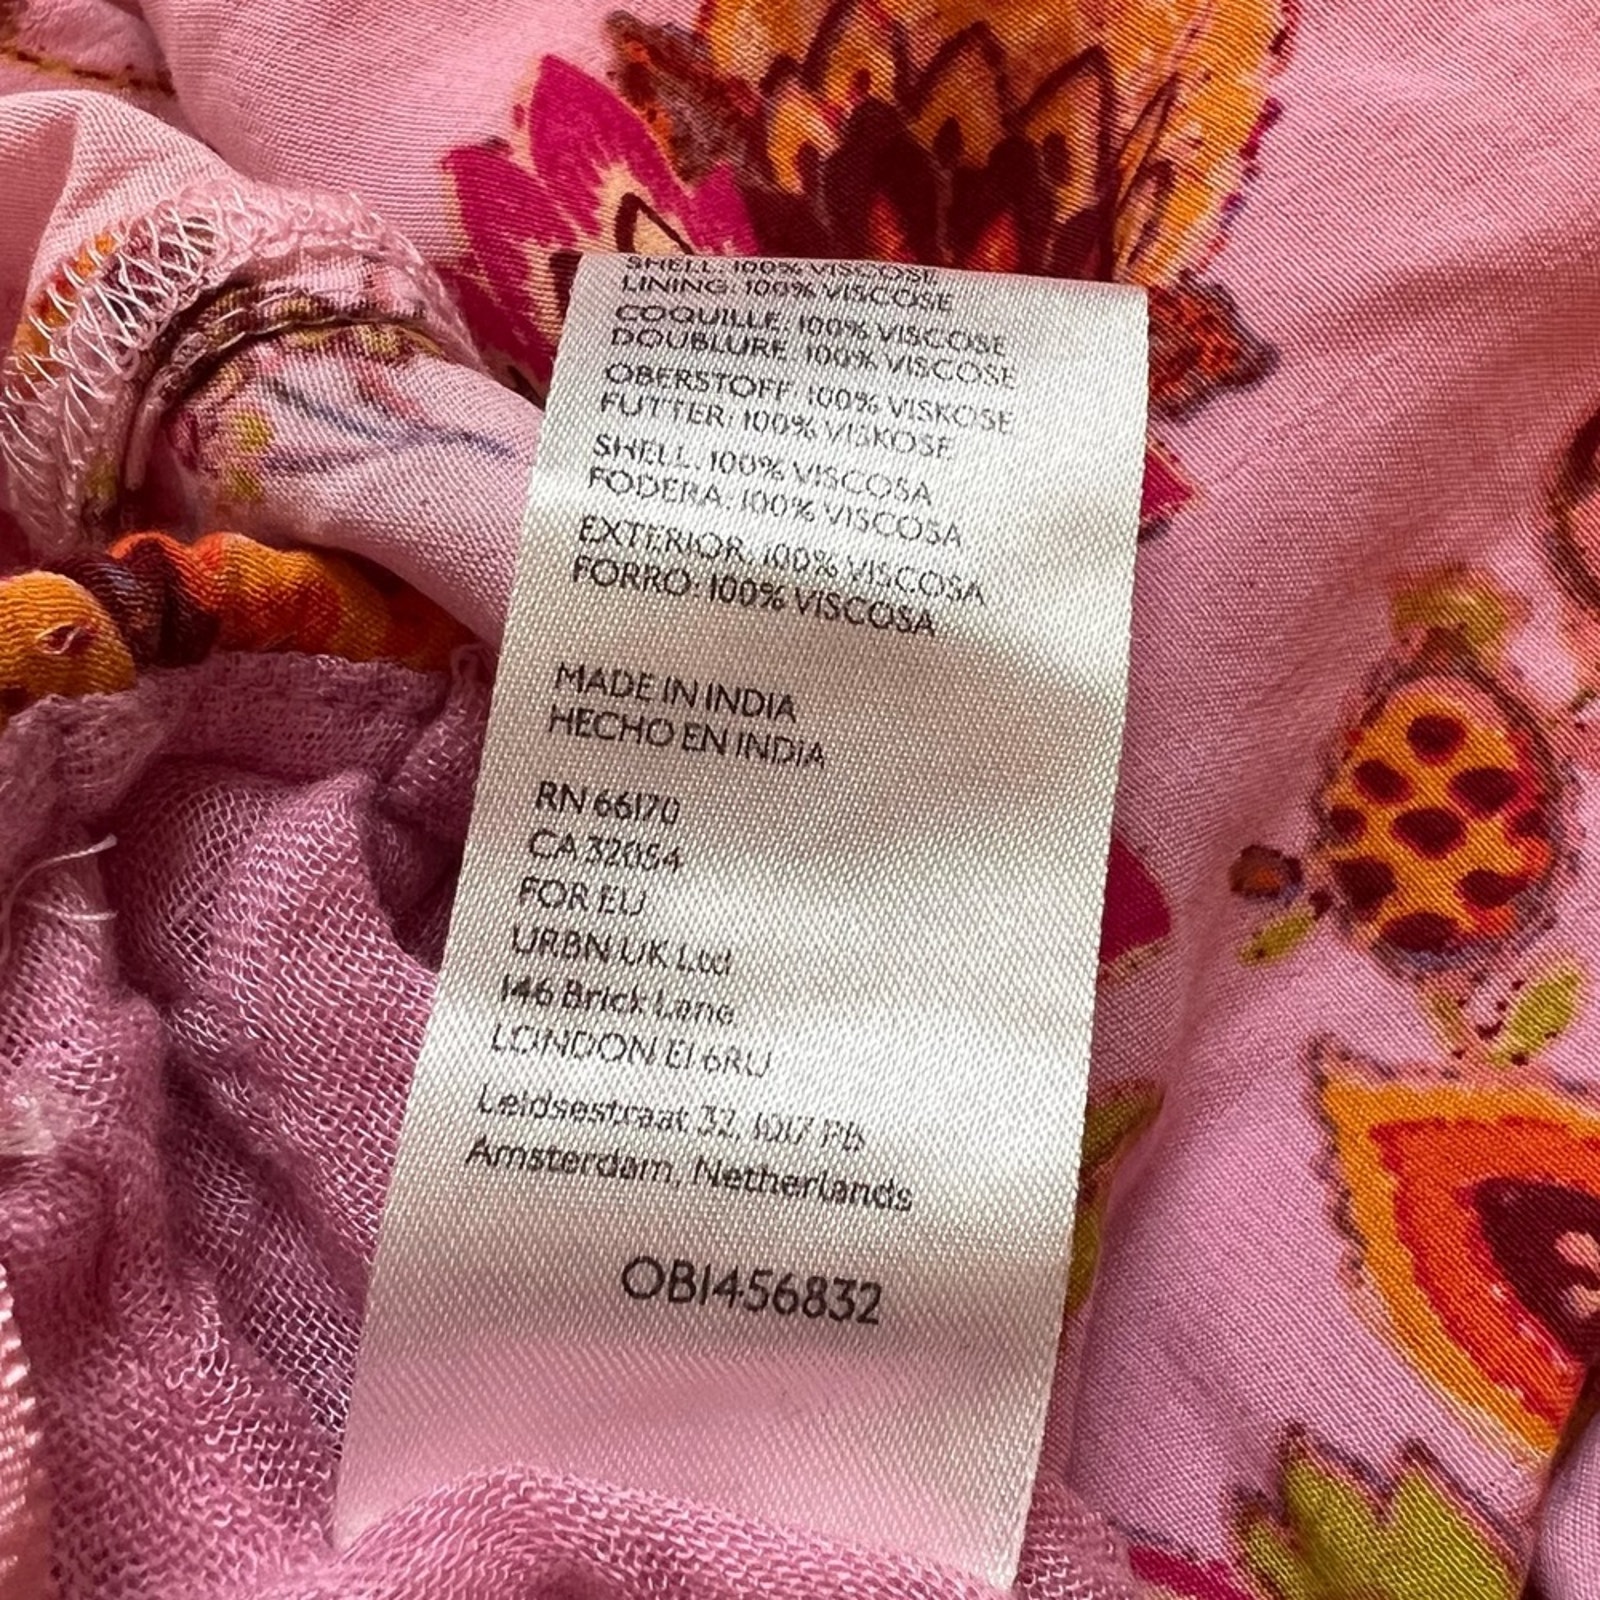 SHELL: 100% VISCOSE
LINING: 100% VISCOSE
COQUILLE: 100% VISCOSE
DOUBLURE: 100% VISCOSE
OBERSTOFF: 100% VISKOSE
FUTTER: 100% VISKOSE
SHELL: 100% VISCOSA
FODERA: 100% VISCOSA
EXTERIOR: 100% VISCOSA
FORRO: 100% VISCOSA
MADE IN INDIA
HECHO EN INDIA
RN 66170
CA 32054
FOR EU
URBN UK Ltd
146 Brick Lane
LONDON E1 6RU
Leidsestraat 32, 1017 PB
Amsterdam, Netherlands
OB1456832